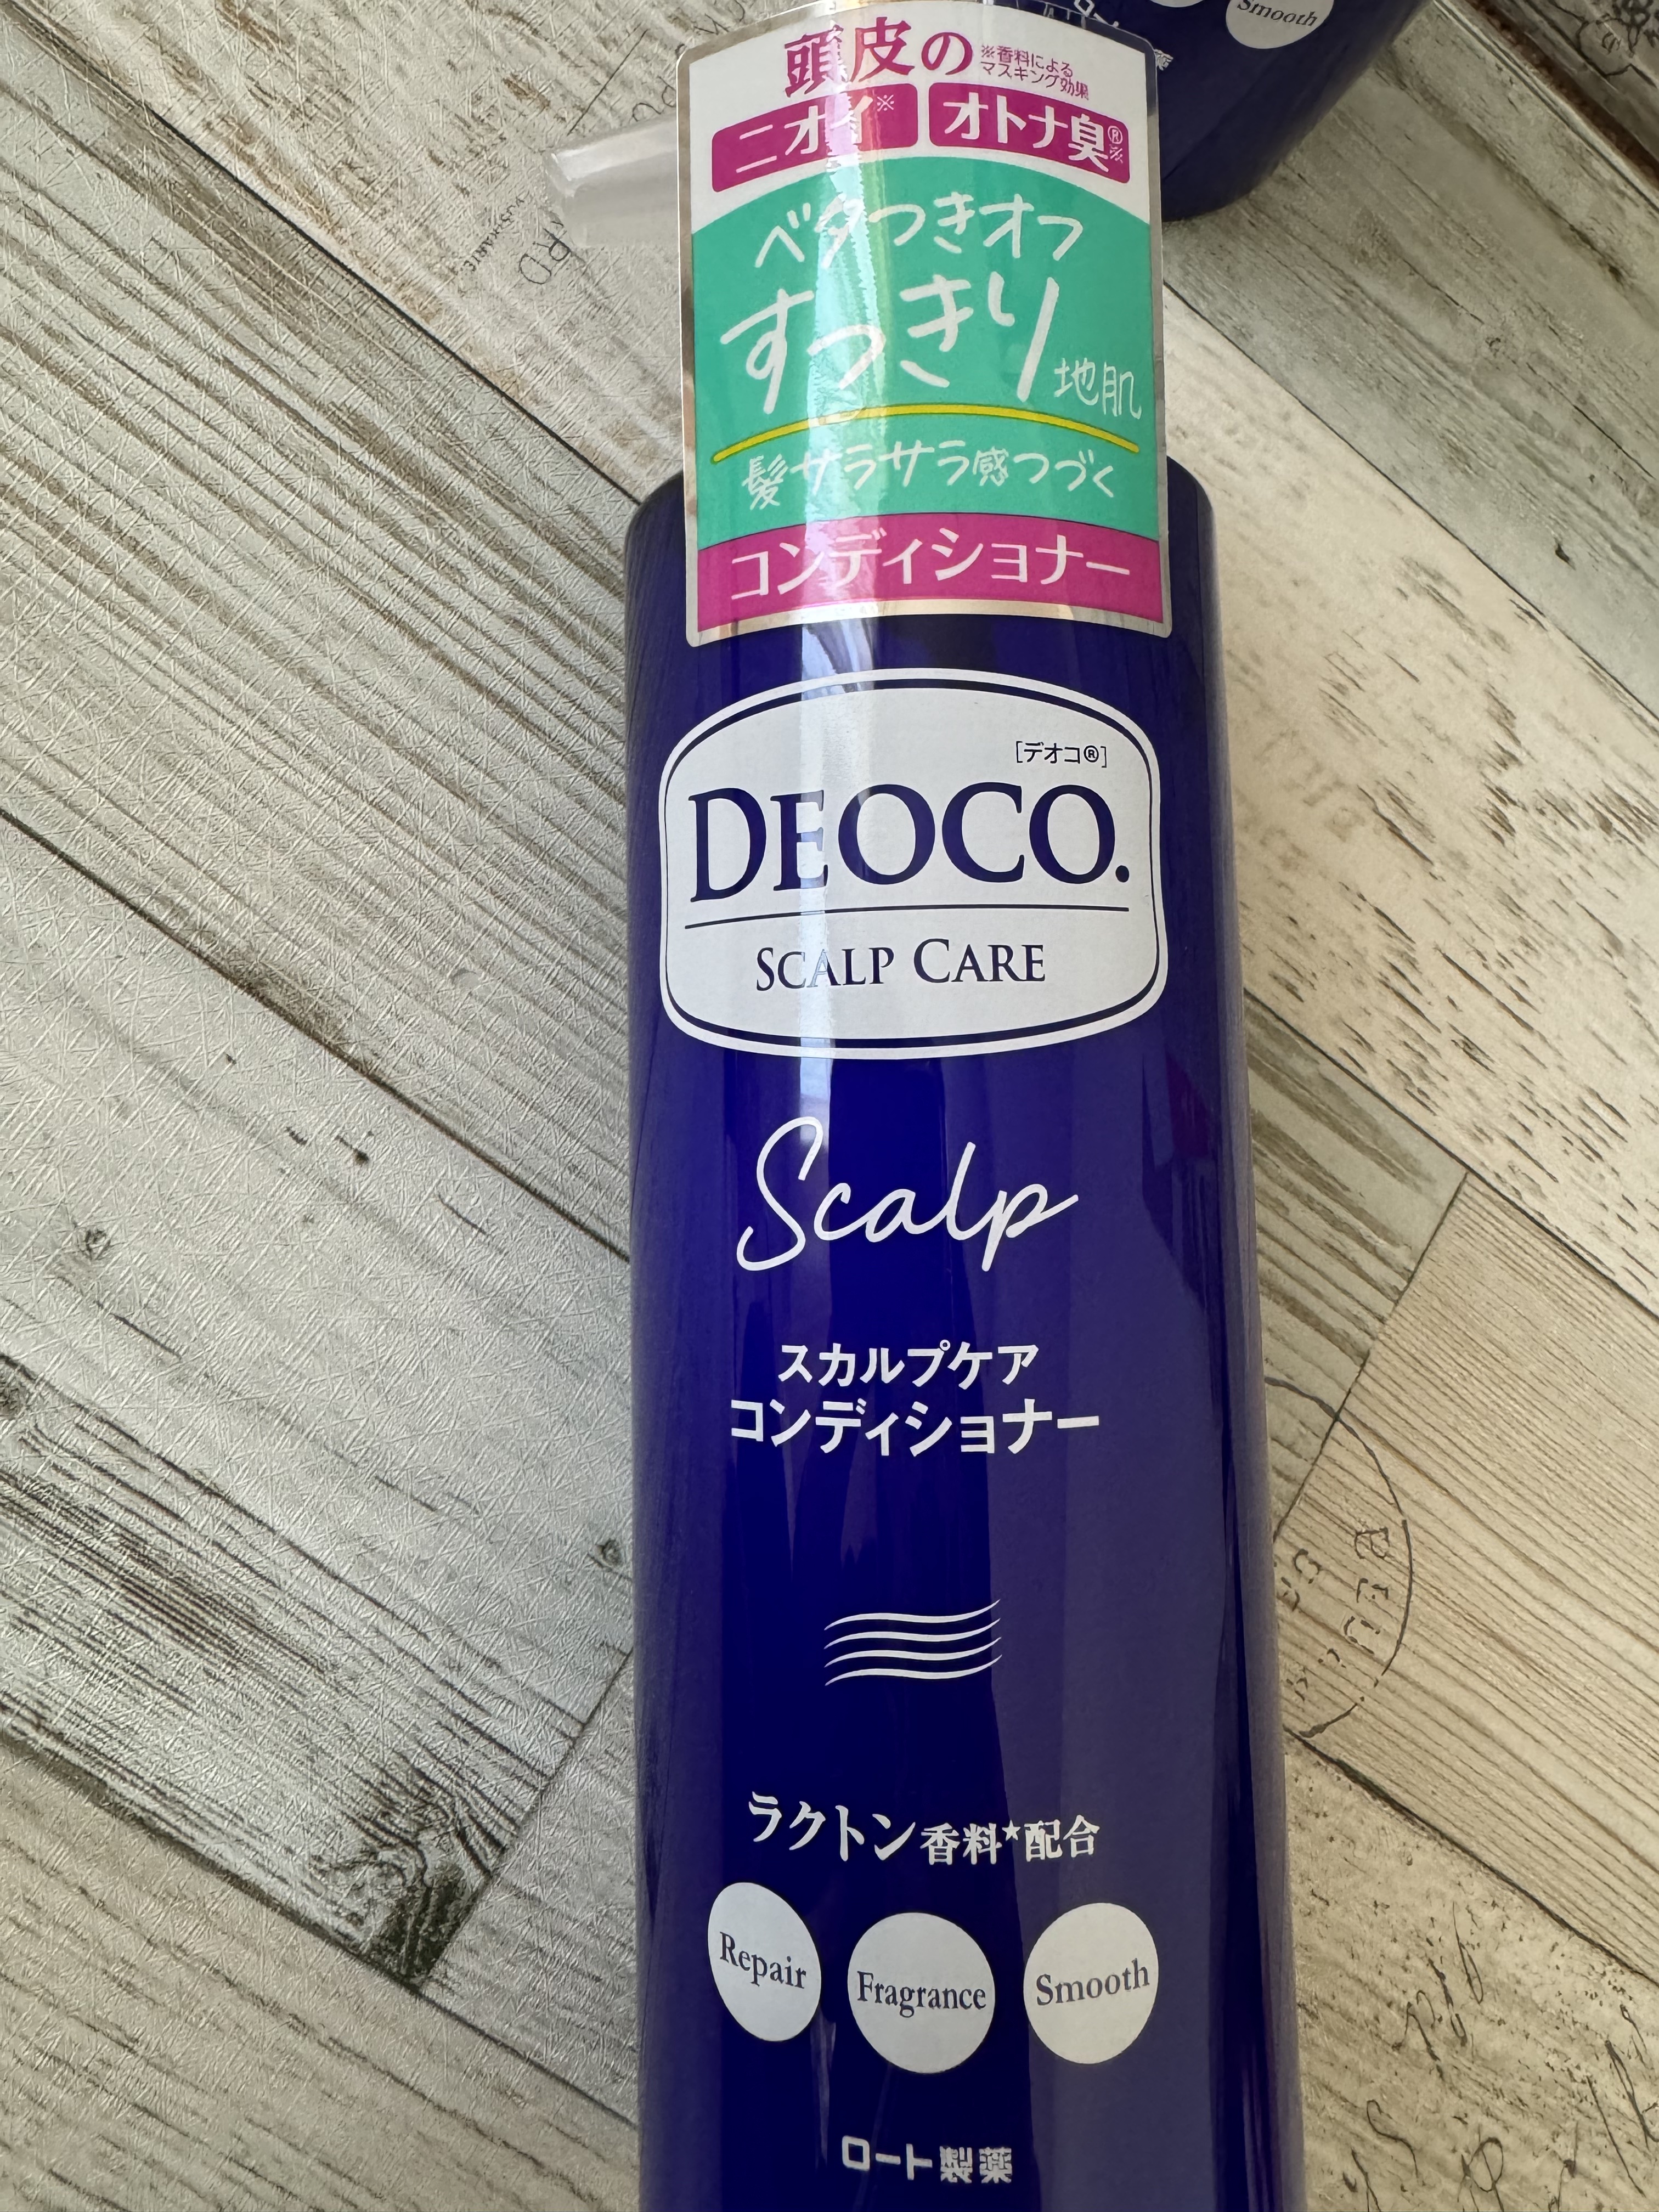 Smooth
頭皮の
※香料による
マスキング効果
ニオイ※ オトナ臭®※
ベタつきオフ
すっきり地肌
髪サラサラ感つづく
コンディショナー
[デオコ®]
DEOCO.
SCALP CARE
Scalp
スカルプケア
コンディショナー
ラクトン香料★配合
Repair Fragrance Smooth
ロート製薬